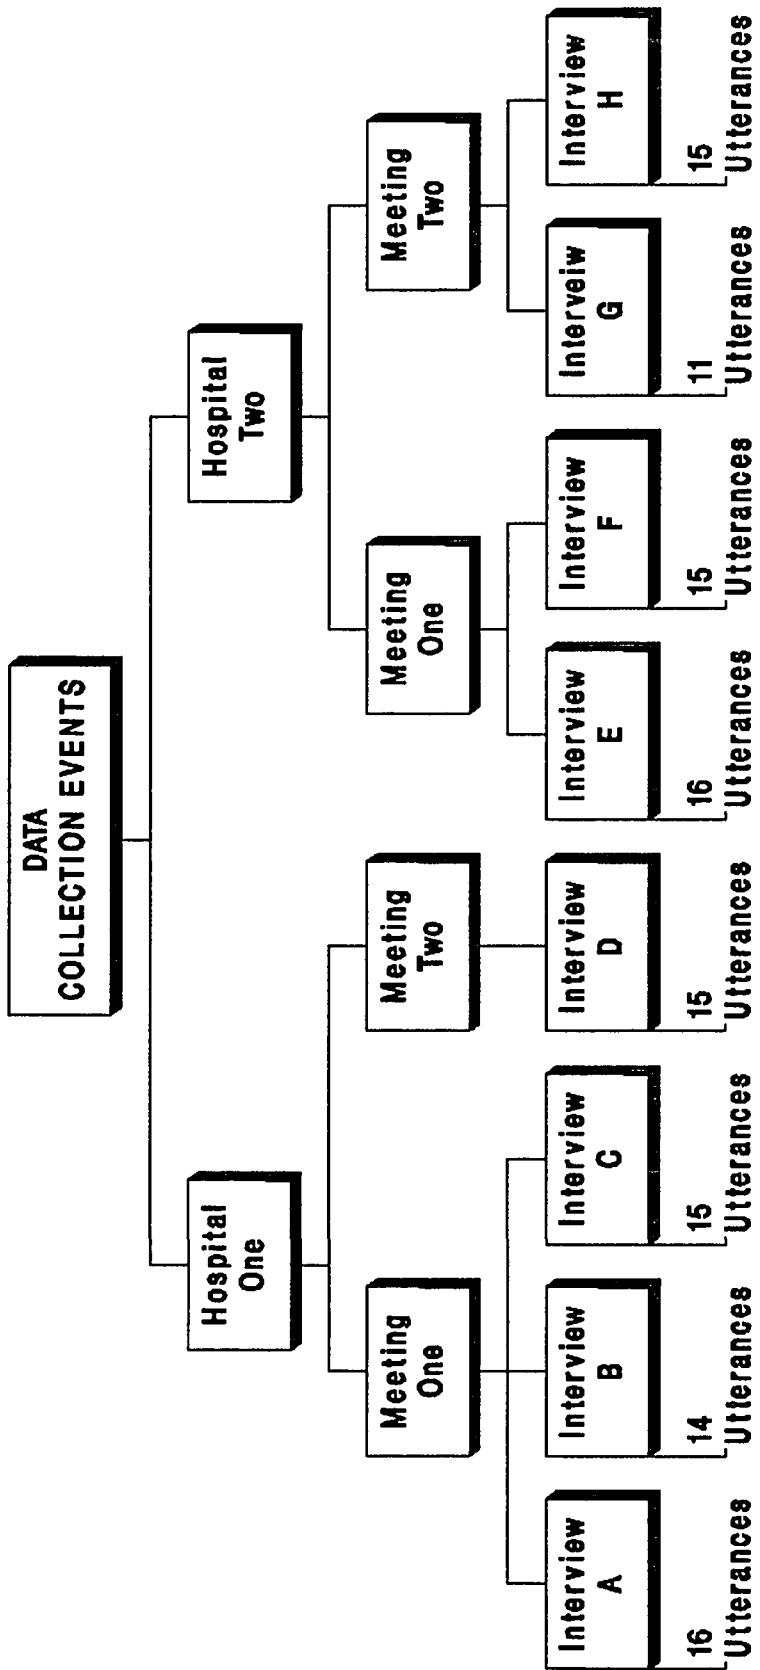 DATA
COLLECTION EVENTS
Hospital
One
Hospital
Two
Meeting
One
Meeting
Two
Meeting
One
Meeting
Two
Interview
A
Interview
B
Interview
C
Interview
D
Interview
E
Interview
F
Interveiw
G
Interview
H
16
Utterances
14
Utterances
15
Utterances
15
Utterances
16
Utterances
15
Utterances
11
Utterances
15
Utterances